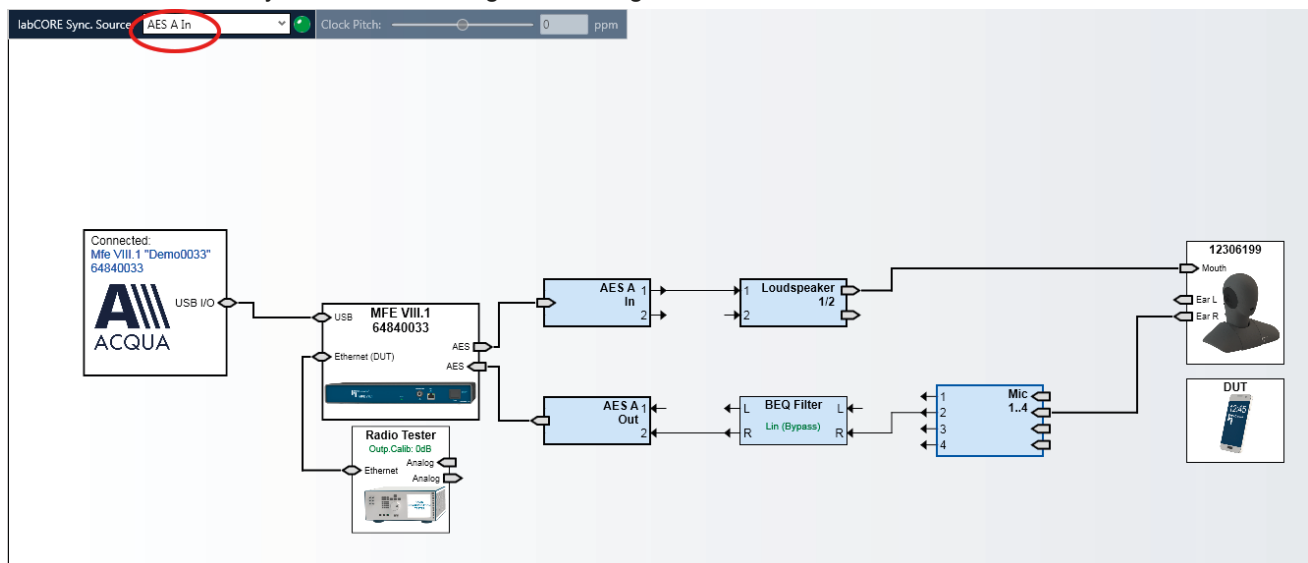 labCORE Sync. Source AES A In Clock Pitch: 0 ppm
Connected:
Mfe VIII.1 "Demo0033"
64840033
USB I/O
ACQUA
USB MFE VIII.1
64840033
Ethernet (DUT)
AES
AES
Radio Tester
Outp.Calib: 0dB
Analog
Ethernet
Analog
AES A 1
In
2
1 Loudspeaker
1/2
2
AES A 1
Out
2
L BEQ Filter L
Lin (Bypass)
R R
1 Mic
2 1..4
3
4
12306199
Mouth
Ear L
Ear R
DUT
12:45